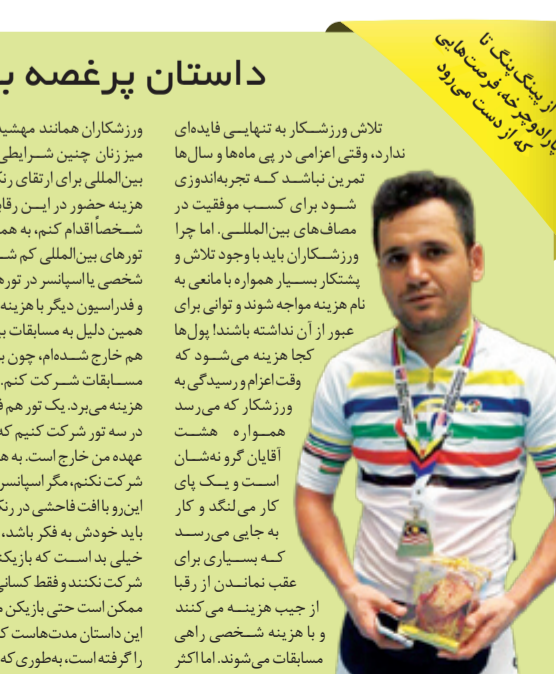 از پینگ‌پنگ تا
پارادوچرخه، فرصت‌هایی
که از دست می‌رود
داستان پرغصه
تلاش ورزشکار به تنهایی فایده‌ای
ندارد، وقتی اعزامی در پی ماه‌ها و سال‌ها
تمرین نباشد که تجربه‌اندوزی
شود برای کسب موفقیت در
مصاف‌های بین‌المللی. اما چرا
ورزشکاران باید با وجود تلاش و
پشتکار بسیار همواره با مانعی به
نام هزینه مواجه شوند و توانی برای
عبور از آن نداشته باشند! پول‌ها
کجا هزینه می‌شود که
وقت اعزام و رسیدگی به
ورزشکار که می‌رسد
همواره هشت
آقایان گرو نه‌شان
است و یک پای
کار می‌لنگد و کار
به جایی می‌رسد
که بسیاری برای
عقب نماندن از رقبا
از جیب هزینه می‌کنند
و با هزینه شخصی راهی
مسابقات می‌شوند. اما اکثر
ورزشکاران همانند مهشید
میز زنان چنین شرایطی
بین‌المللی برای ارتقای
هزینه حضور در این
شخصاً اقدام کنم، به
تورهای بین‌المللی کم
شخصی یا اسپانسر در
و فدراسیون دیگر با هزینه
همین دلیل به مسابقات
هم خارج شده‌ام، چون
مسابقات شرکت کنم.
هزینه می‌برد. یک تور هم
در سه تور شرکت کنیم که
عهده من خارج است. به
شرکت نکنم، مگر اسپانسر
این‌رو با افت فاحشی در
باید خودش به فکر باشد،
خیلی بد است که
شرکت نکنند و فقط کسانی
ممکن است حتی بازیکن
این داستان مدت‌هاست
را گرفته است، به‌طوری که